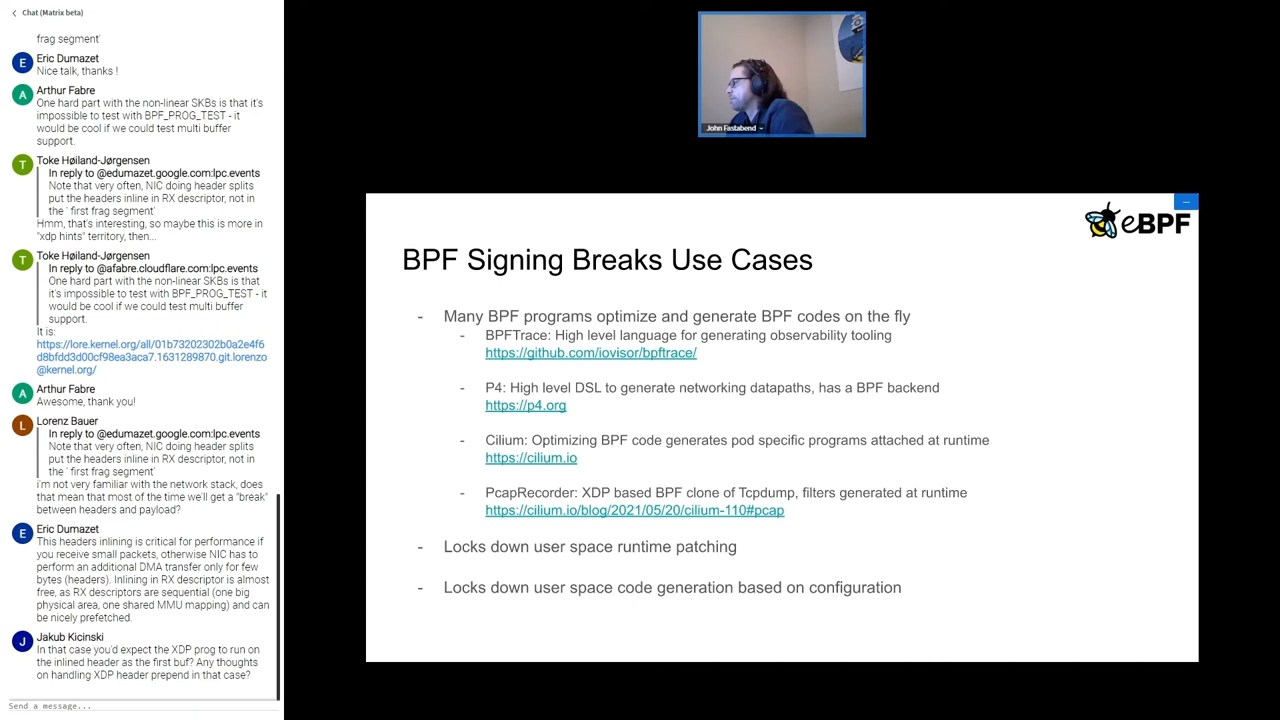 Chat (Matrix beta)
frag segment'
E
Eric Dumazet
Nice talk, thanks !
A
Arthur Fabre
One hard part with the non-linear SKBs is that it's
impossible to test with BPF_PROG_TEST - it
would be cool if we could test multi buffer
support.
T
Toke Høiland-Jørgensen
In reply to @edumazet.google.com:lpc.events
Note that very often, NIC doing header splits
put the headers inline in RX descriptor, not in
the ` first frag segment'
Hmm, that's interesting, so maybe this is more in
"xdp hints" territory, then...
T
Toke Høiland-Jørgensen
In reply to @afabre.cloudflare.com:lpc.events
One hard part with the non-linear SKBs is that
it's impossible to test with BPF_PROG_TEST - it
would be cool if we could test multi buffer
support.
It is:
https://lore.kernel.org/all/01b73202302b0a2e4f6
d8bfdd3d00cf98ea3aca7.1631289870.git.lorenzo
@kernel.org/
A
Arthur Fabre
Awesome, thank you!
L
Lorenz Bauer
In reply to @edumazet.google.com:lpc.events
Note that very often, NIC doing header splits
put the headers inline in RX descriptor, not in
the ` first frag segment'
i'm not very familiar with the network stack, does
that mean that most of the time we'll get a "break"
between headers and payload?
E
Eric Dumazet
This headers inlining is critical for performance if
you receive small packets, otherwise NIC has to
perform an additional DMA transfer only for few
bytes (headers). Inlining in RX descriptor is almost
free, as RX descriptors are sequential (one big
physical area, one shared MMU mapping) and can
be nicely prefetched.
J
Jakub Kicinski
In that case you'd expect the XDP prog to run on
the inlined header as the first buf? Any thoughts
on handling XDP header prepend in that case?
Send a message...
John Fastabend
eBPF
BPF Signing Breaks Use Cases
- Many BPF programs optimize and generate BPF codes on the fly
- BPFTrace: High level language for generating observability tooling
https://github.com/iovisor/bpftrace/
- P4: High level DSL to generate networking datapaths, has a BPF backend
https://p4.org
- Cilium: Optimizing BPF code generates pod specific programs attached at runtime
https://cilium.io
- PcapRecorder: XDP based BPF clone of Tcpdump, filters generated at runtime
https://cilium.io/blog/2021/05/20/cilium-110#pcap
- Locks down user space runtime patching
- Locks down user space code generation based on configuration